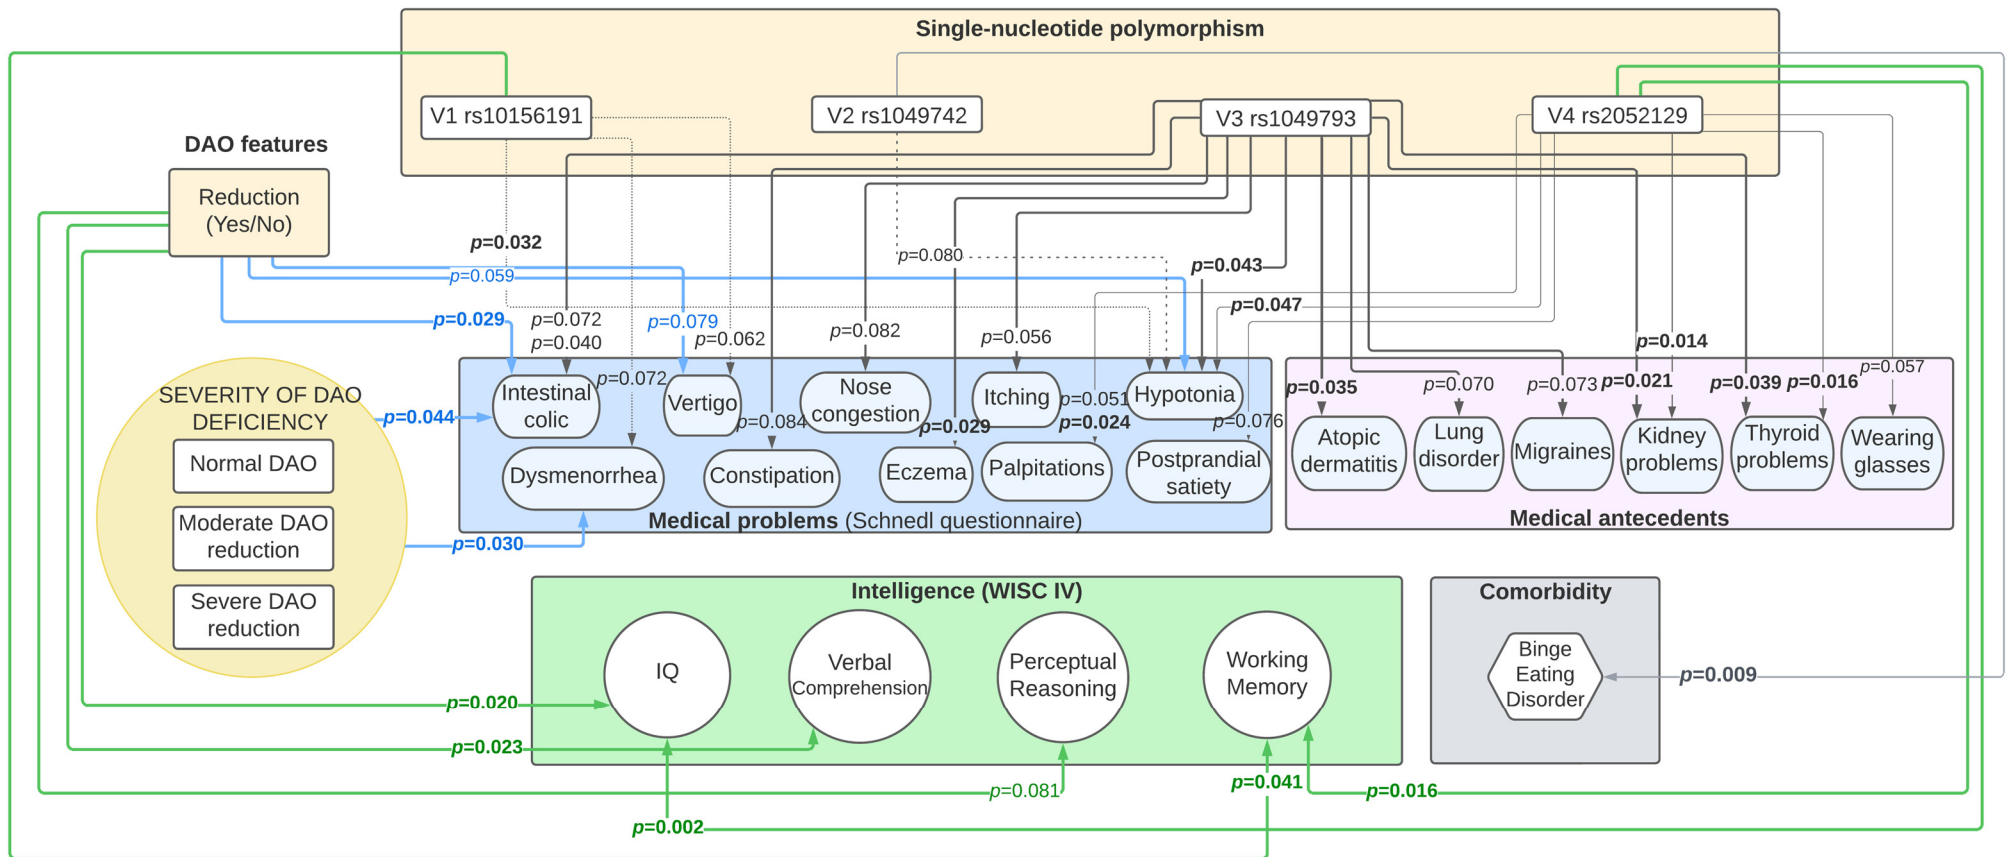 Single-nucleotide polymorphism
V1 rs10156191
V2 rs1049742
V3 rs1049793
V4 rs2052129
DAO features
Reduction
(Yes/No)
p=0.032
p=0.059
p=0.080
p=0.043
p=0.047
p=0.029
p=0.072
p=0.040
p=0.079
p=0.062
p=0.082
p=0.056
p=0.014
SEVERITY OF DAO
DEFICIENCY
Normal DAO
Moderate DAO
reduction
Severe DAO
reduction
p=0.044
p=0.030
Intestinal
colic
p=0.072
Vertigo
p=0.084
Nose
congestion
p=0.029
Itching
p=0.051
p=0.024
Hypotonia
p=0.076
Dysmenorrhea
Constipation
Eczema
Palpitations
Postprandial
satiety
Medical problems (Schnedl questionnaire)
p=0.035
p=0.070
p=0.073
p=0.021
p=0.039
p=0.016
p=0.057
Atopic
dermatitis
Lung
disorder
Migraines
Kidney
problems
Thyroid
problems
Wearing
glasses
Medical antecedents
Intelligence (WISC IV)
IQ
Verbal
Comprehension
Perceptual
Reasoning
Working
Memory
Comorbidity
Binge
Eating
Disorder
p=0.009
p=0.020
p=0.023
p=0.081
p=0.041
p=0.016
p=0.002